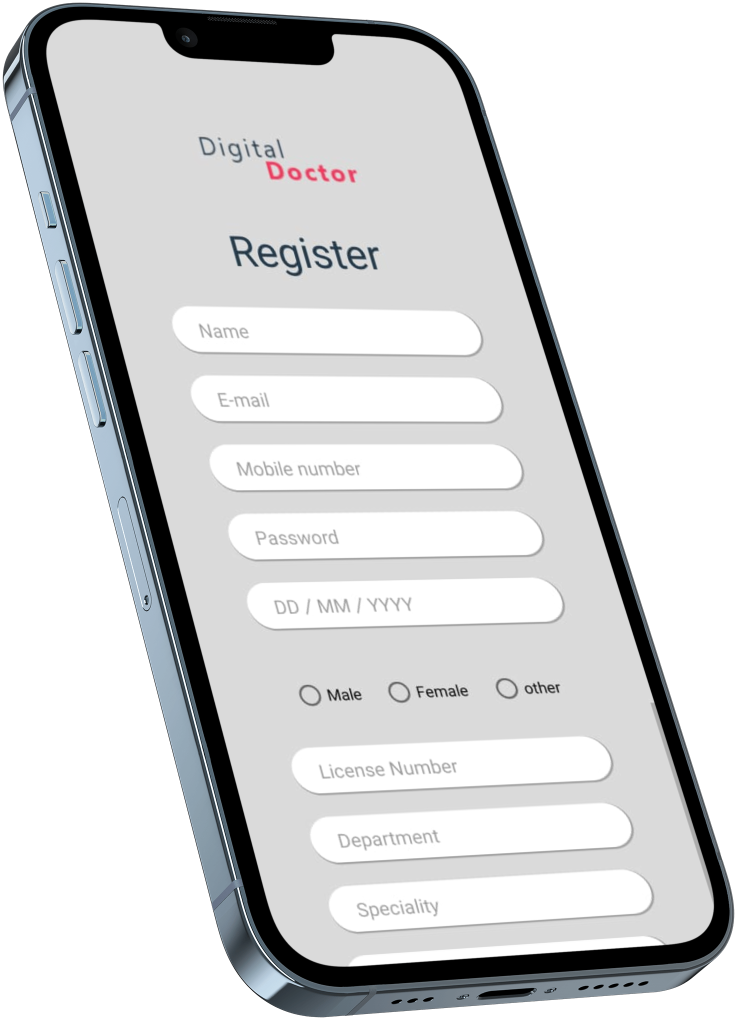 Digital
Doctor
Register
Name
E-mail
Mobile number
Password
DD / MM / YYYY
Male Female other
License Number
Department
Speciality